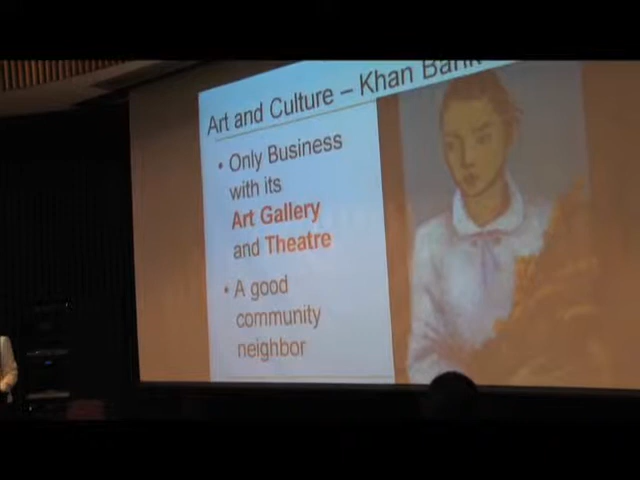 Art and Culture – Khan Bank
• Only Business
with its
Art Gallery
and Theatre
• A good
community
neighbor